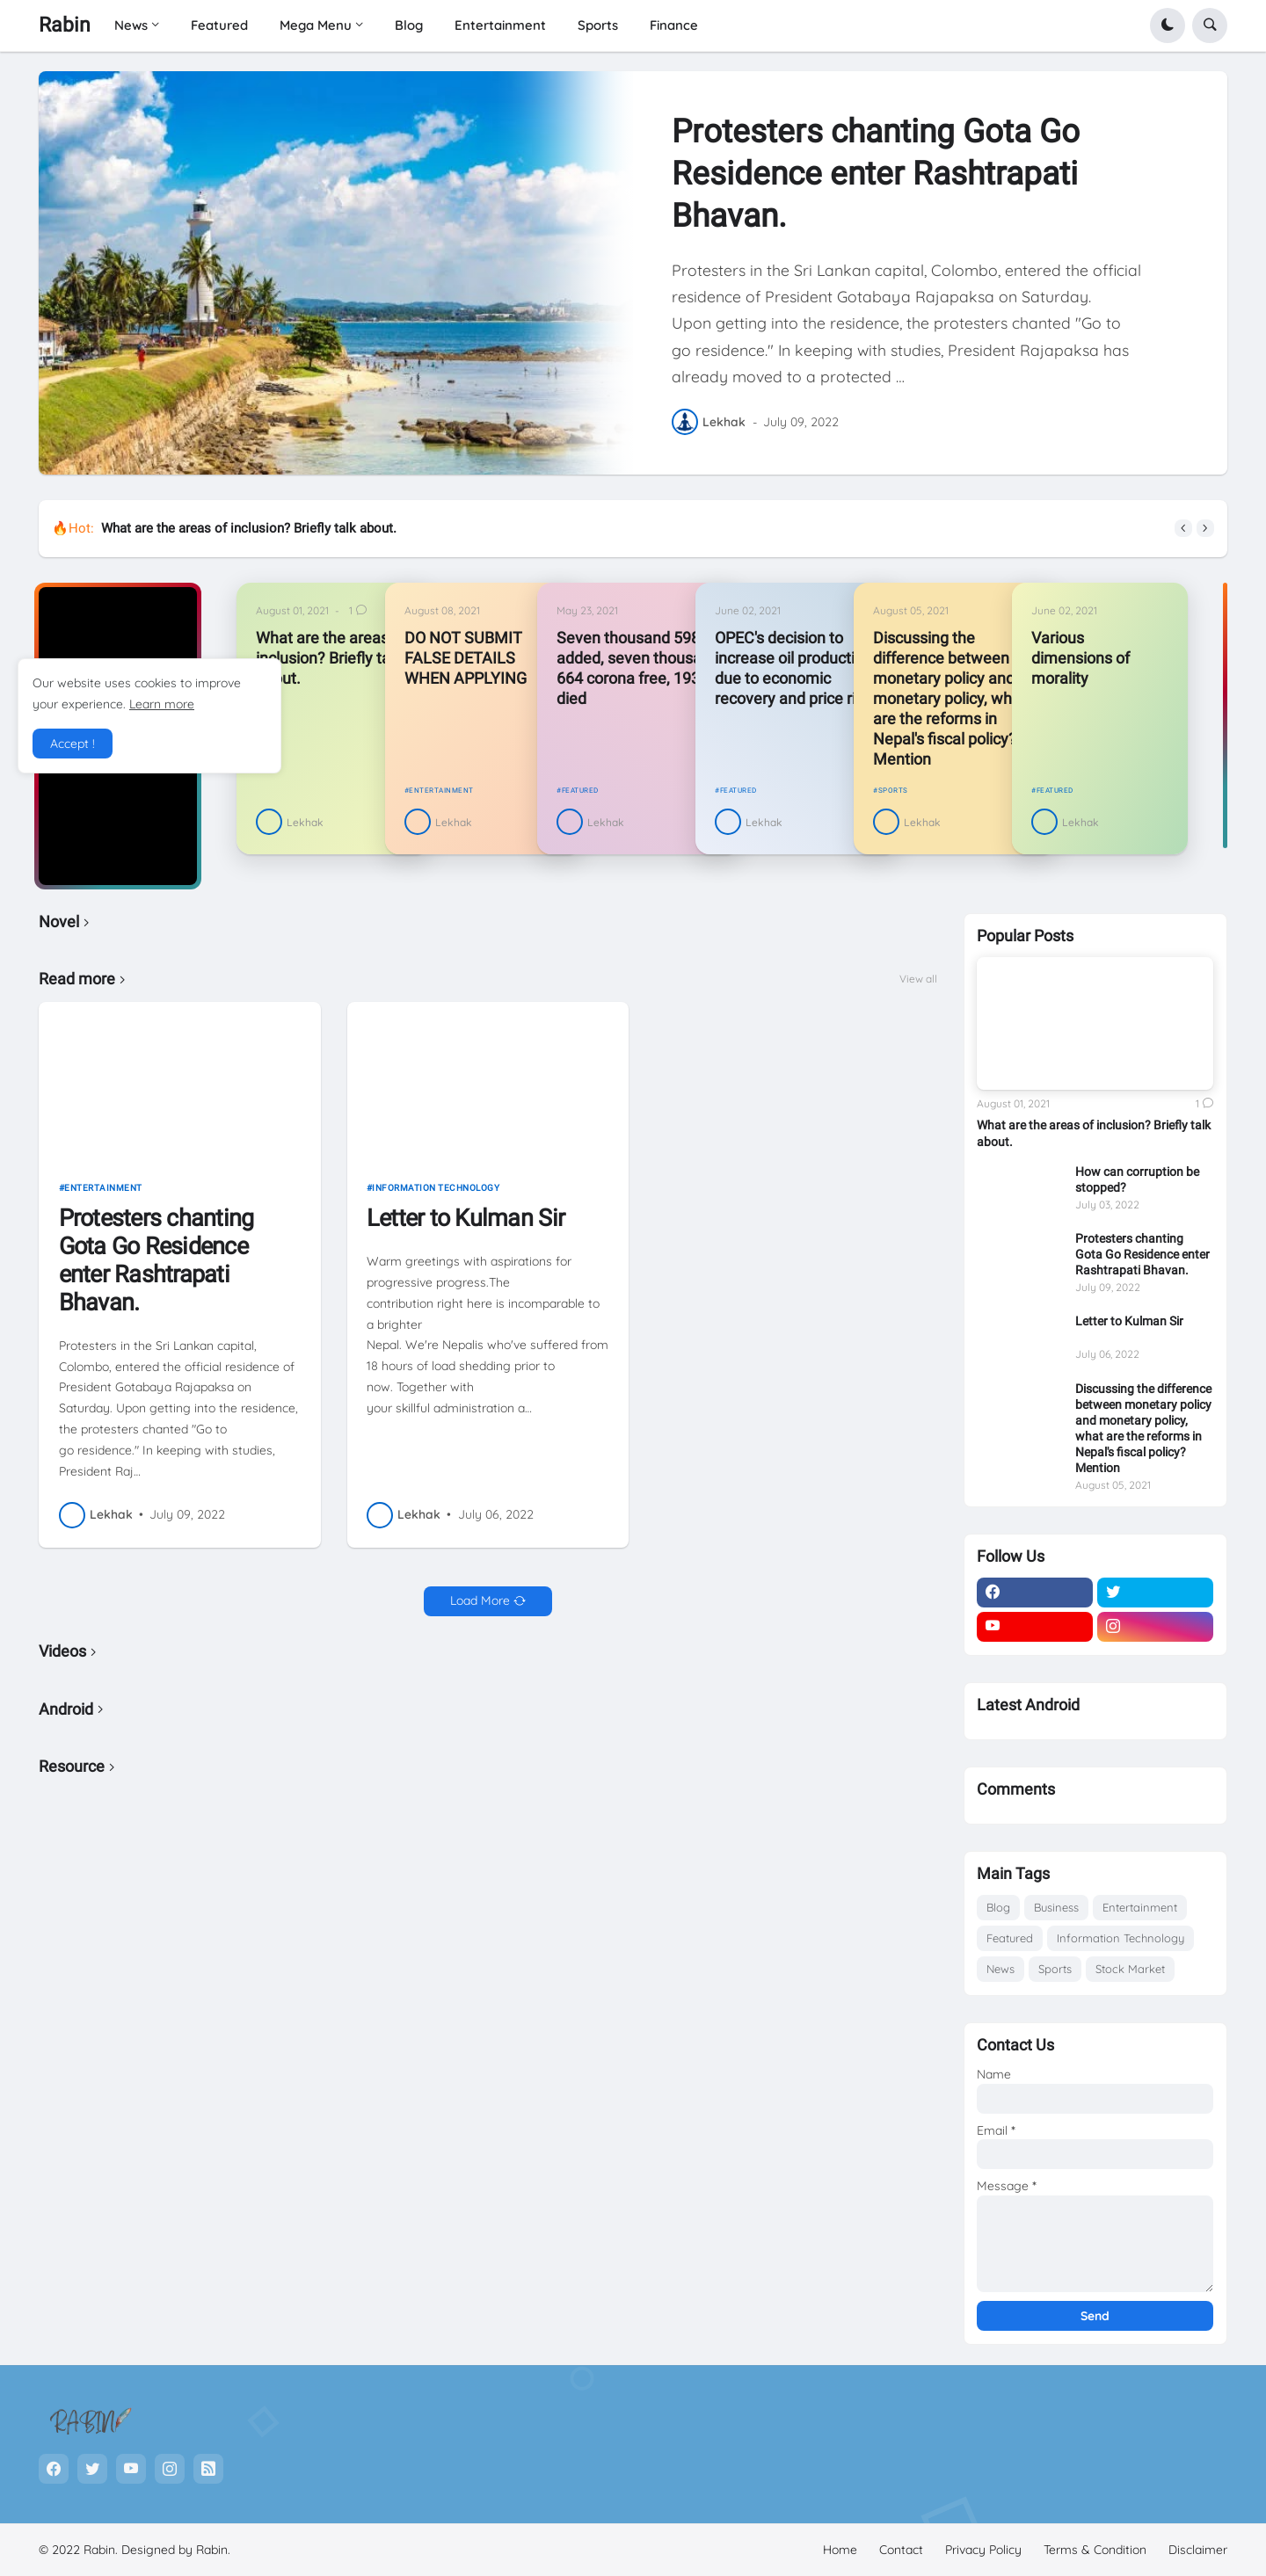 Rabin
News
Featured
Mega Menu
Blog
Entertainment
Sports
Finance
Protesters chanting Gota Go
Residence enter Rashtrapati
Bhavan.
Protesters in the Sri Lankan capital, Colombo, entered the official
residence of President Gotabaya Rajapaksa on Saturday.
Upon getting into the residence, the protesters chanted "Go to
go residence." In keeping with studies, President Rajapaksa has
already moved to a protected ...
Lekhak - July 09, 2022
🔥Hot: What are the areas of inclusion? Briefly talk about.
August 01, 2021 - 1
What are the areas
inclusion? Briefly ta
Lekhak
August 08, 2021
DO NOT SUBMIT
FALSE DETAILS
WHEN APPLYING
#ENTERTAINMENT
Lekhak
May 23, 2021
Seven thousand 598
added, seven thousa
664 corona free, 193
died
#FEATURED
Lekhak
June 02, 2021
OPEC's decision to
increase oil producti
due to economic
recovery and price ri
#FEATURED
Lekhak
August 05, 2021
Discussing the
difference between
monetary policy and
monetary policy, wh
are the reforms in
Nepal's fiscal policy?
Mention
#SPORTS
Lekhak
June 02, 2021
Various
dimensions of
morality
#FEATURED
Lekhak
Our website uses cookies to improve
your experience. Learn more
Accept !
Novel
Read more
View all
#ENTERTAINMENT
Protesters chanting
Gota Go Residence
enter Rashtrapati
Bhavan.
Protesters in the Sri Lankan capital,
Colombo, entered the official residence of
President Gotabaya Rajapaksa on
Saturday. Upon getting into the residence,
the protesters chanted "Go to
go residence." In keeping with studies,
President Raj...
Lekhak • July 09, 2022
#INFORMATION TECHNOLOGY
Letter to Kulman Sir
Warm greetings with aspirations for
progressive progress.The
contribution right here is incomparable to
a brighter
Nepal. We're Nepalis who've suffered from
18 hours of load shedding prior to
now. Together with
your skillful administration a...
Lekhak • July 06, 2022
Load More
Videos
Android
Resource
Popular Posts
August 01, 2021
1
What are the areas of inclusion? Briefly talk
about.
How can corruption be
stopped?
July 03, 2022
Protesters chanting
Gota Go Residence enter
Rashtrapati Bhavan.
July 09, 2022
Letter to Kulman Sir
July 06, 2022
Discussing the difference
between monetary policy
and monetary policy,
what are the reforms in
Nepal's fiscal policy?
Mention
August 05, 2021
Follow Us
Latest Android
Comments
Main Tags
Blog
Business
Entertainment
Featured
Information Technology
News
Sports
Stock Market
Contact Us
Name
Email *
Message *
Send
RABIN
© 2022 Rabin. Designed by Rabin.
Home
Contact
Privacy Policy
Terms & Condition
Disclaimer